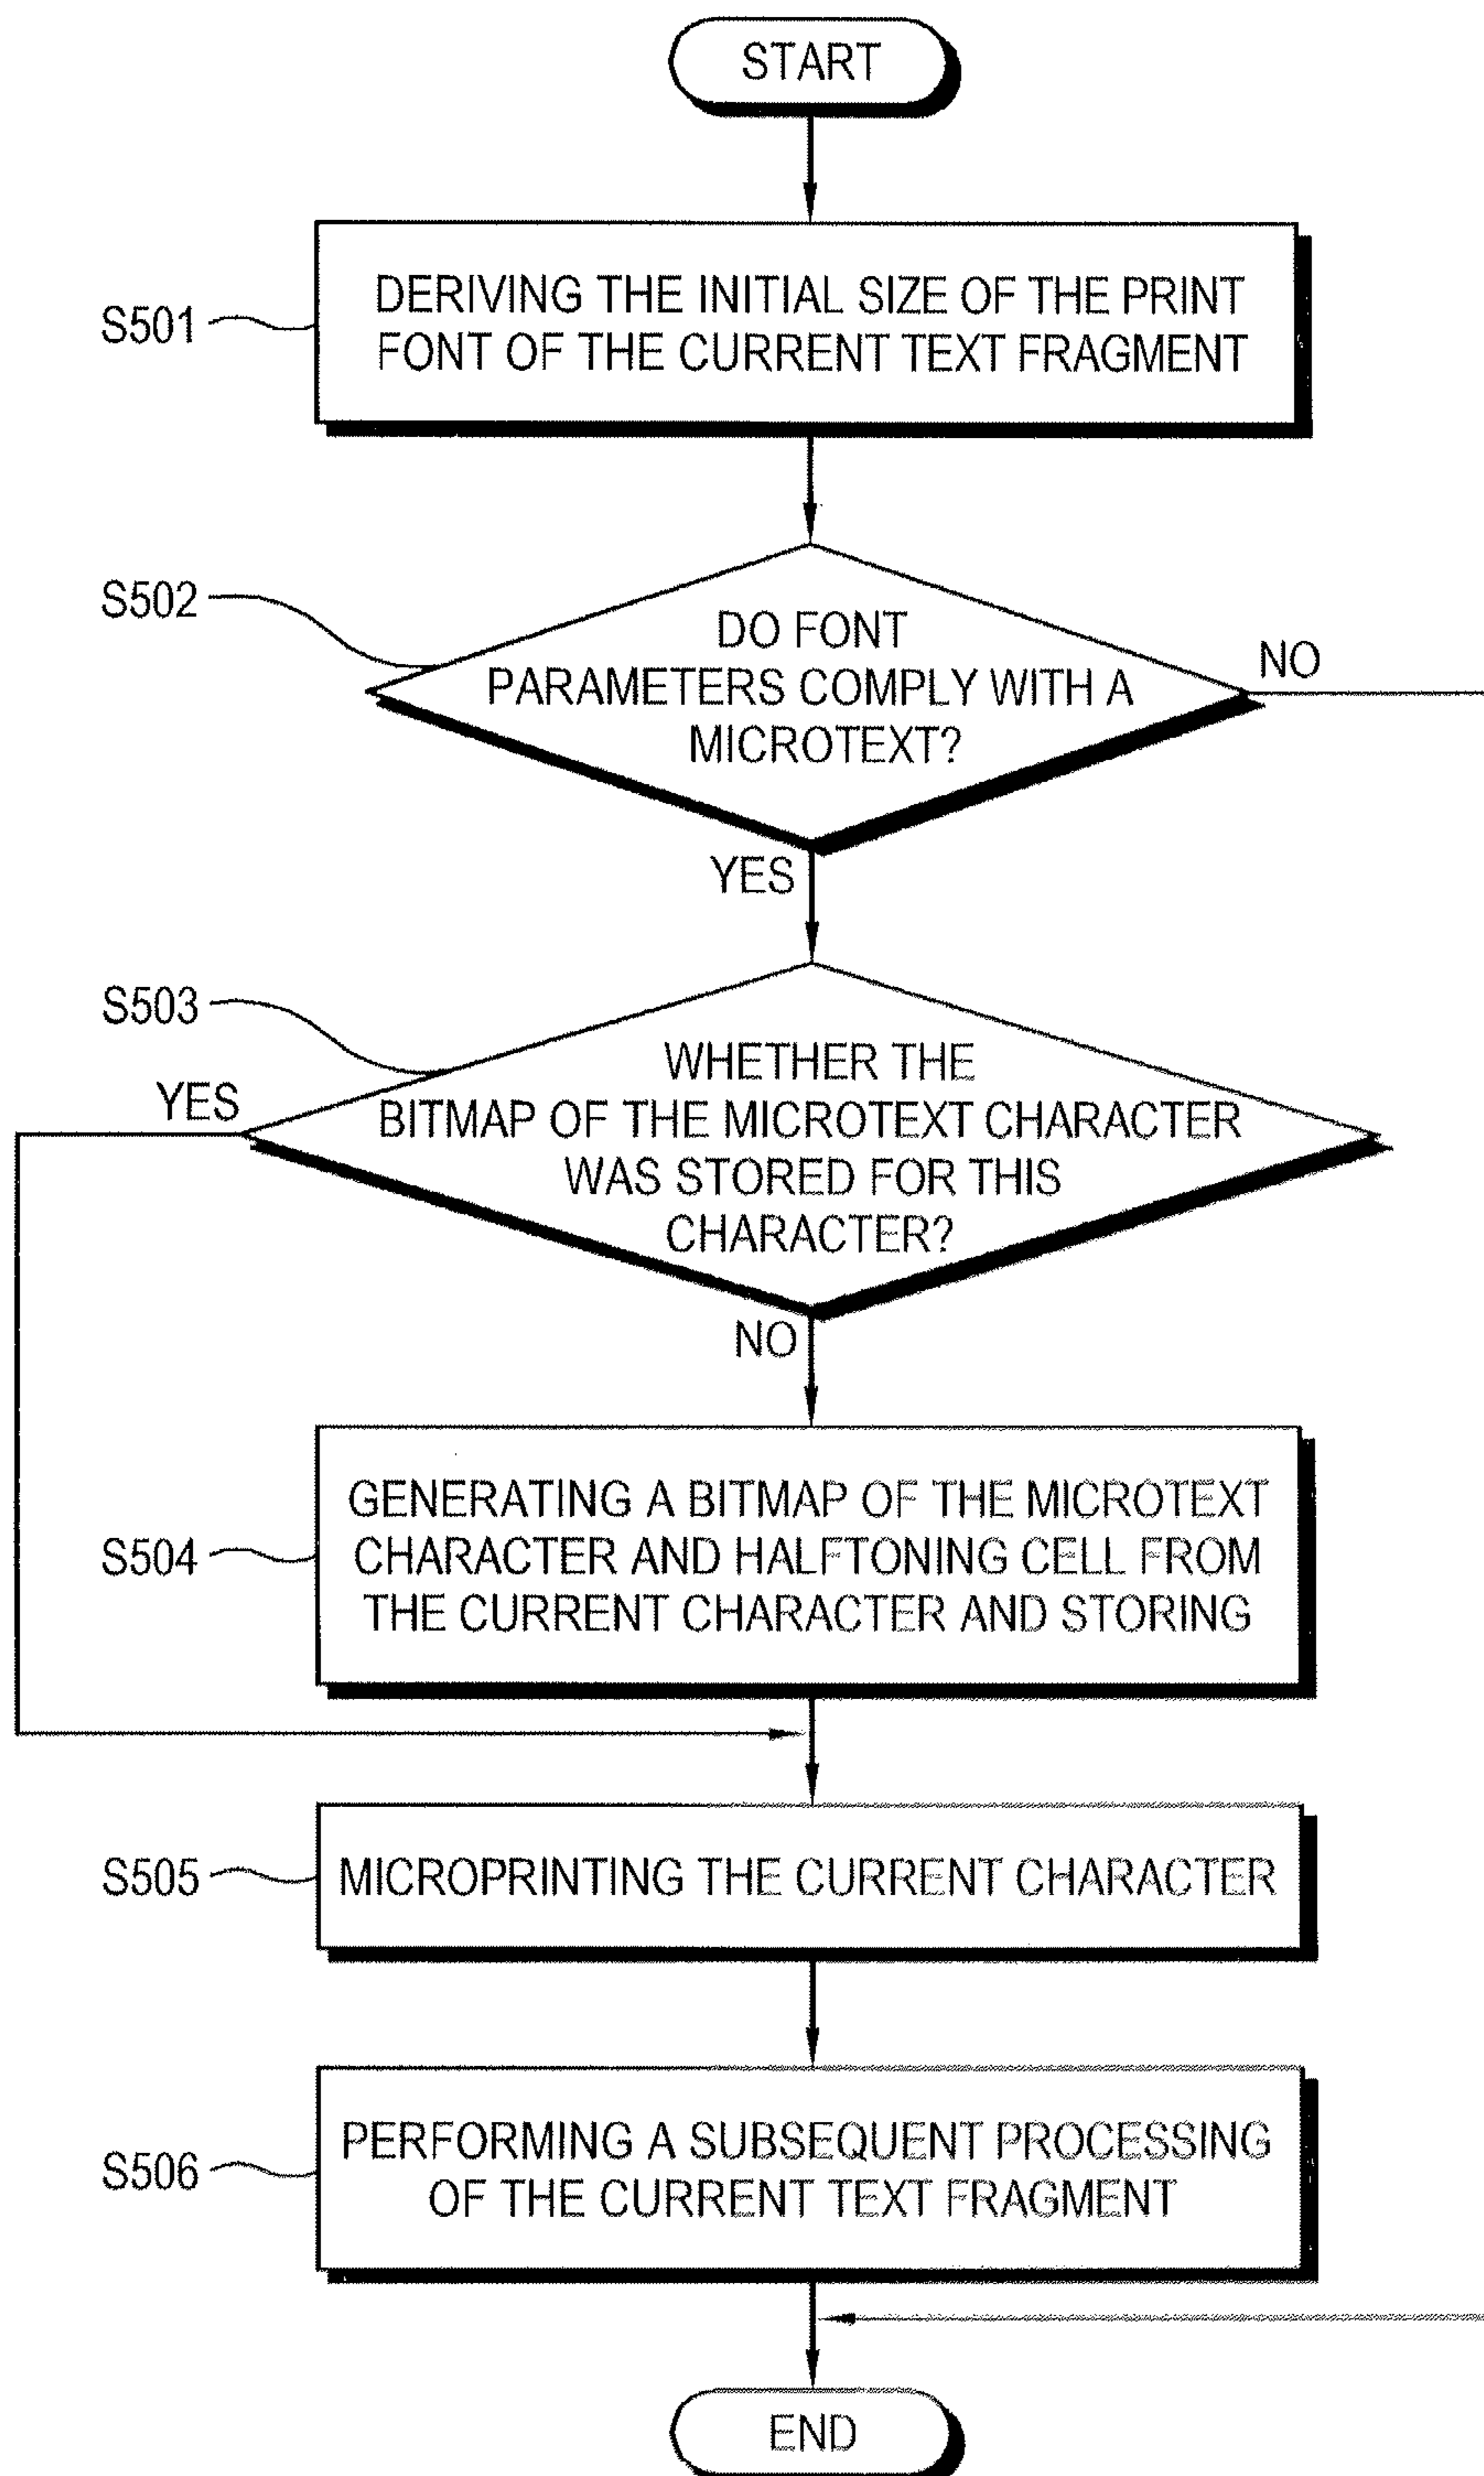 START
S501
DERIVING THE INITIAL SIZE OF THE PRINT
FONT OF THE CURRENT TEXT FRAGMENT
S502
DO FONT
PARAMETERS COMPLY WITH A
MICROTEXT?
NO
YES
S503
WHETHER THE
BITMAP OF THE MICROTEXT CHARACTER
WAS STORED FOR THIS
CHARACTER?
YES
NO
S504
GENERATING A BITMAP OF THE MICROTEXT
CHARACTER AND HALFTONING CELL FROM
THE CURRENT CHARACTER AND STORING
S505
MICROPRINTING THE CURRENT CHARACTER
S506
PERFORMING A SUBSEQUENT PROCESSING
OF THE CURRENT TEXT FRAGMENT
END